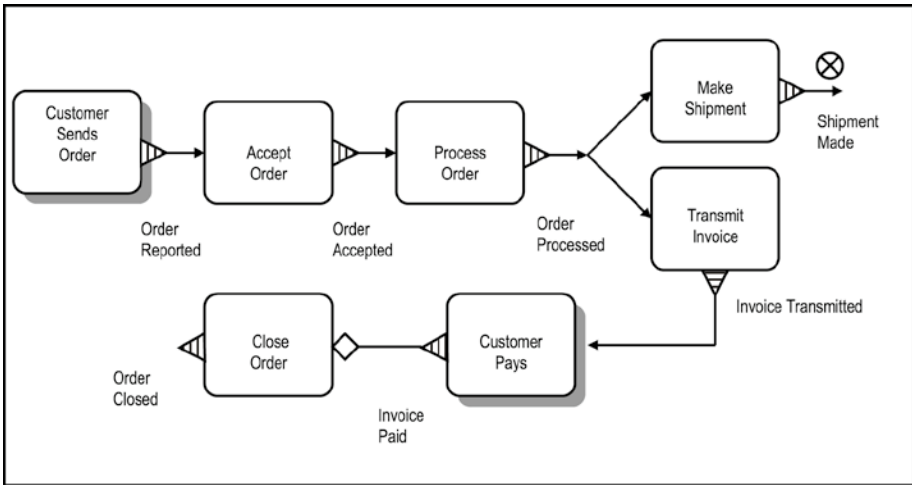 Customer
Sends
Order
Accept
Order
Process
Order
Make
Shipment
Shipment
Made
Order
Reported
Order
Accepted
Order
Processed
Transmit
Invoice
Invoice Transmitted
Customer
Pays
Invoice
Paid
Close
Order
Order
Closed